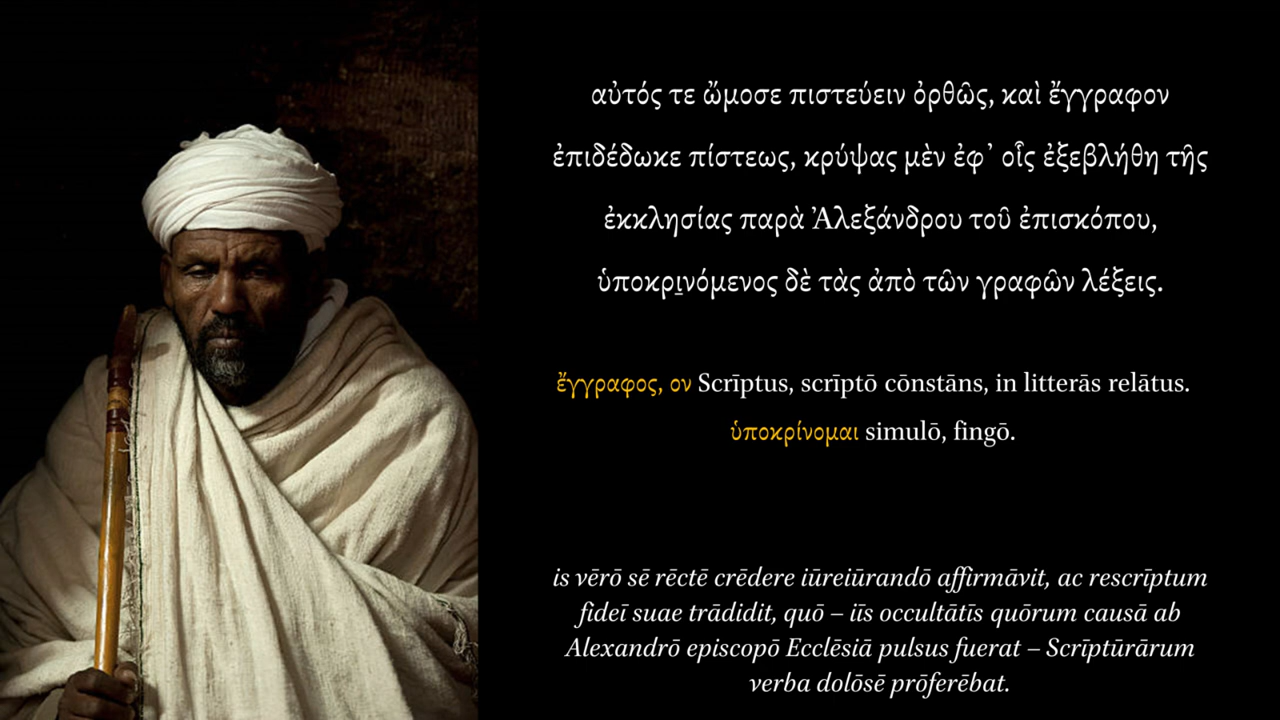 αὐτός τε ὤμοσε πιστεύειν ὀρθῶς, καὶ ἔγγραφον
ἐπιδέδωκε πίστεως, κρύψας μὲν ἐφ’ οἷς ἐξεβλήθη τῆς
ἐκκλησίας παρὰ Ἀλεξάνδρου τοῦ ἐπισκόπου,
ὑποκρι̱νόμενος δὲ τὰς ἀπὸ τῶν γραφῶν λέξεις.
ἔγγραφος, ον Scrīptus, scrīptō cōnstāns, in litterās relātus.
ὑποκρίνομαι simulō, fingō.
is vērō sē rēctē crēdere iūreiūrandō affirmāvit, ac rescrīptum
fideī suae trādidit, quō – iīs occultātīs quōrum causā ab
Alexandrō episcopō Ecclēsiā pulsus fuerat – Scrīptūrārum
verba dolōsē prōferēbat.